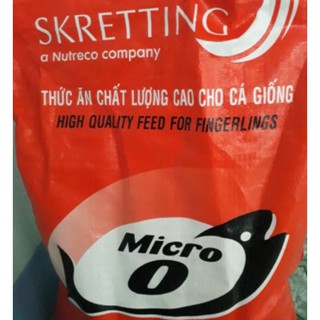 SKRETTING
a Nutreco company
THỨC ĂN CHẤT LƯỢNG CAO CHO CÁ GIỐNG
HIGH QUALITY FEED FOR FINGERLINGS
Micro
0